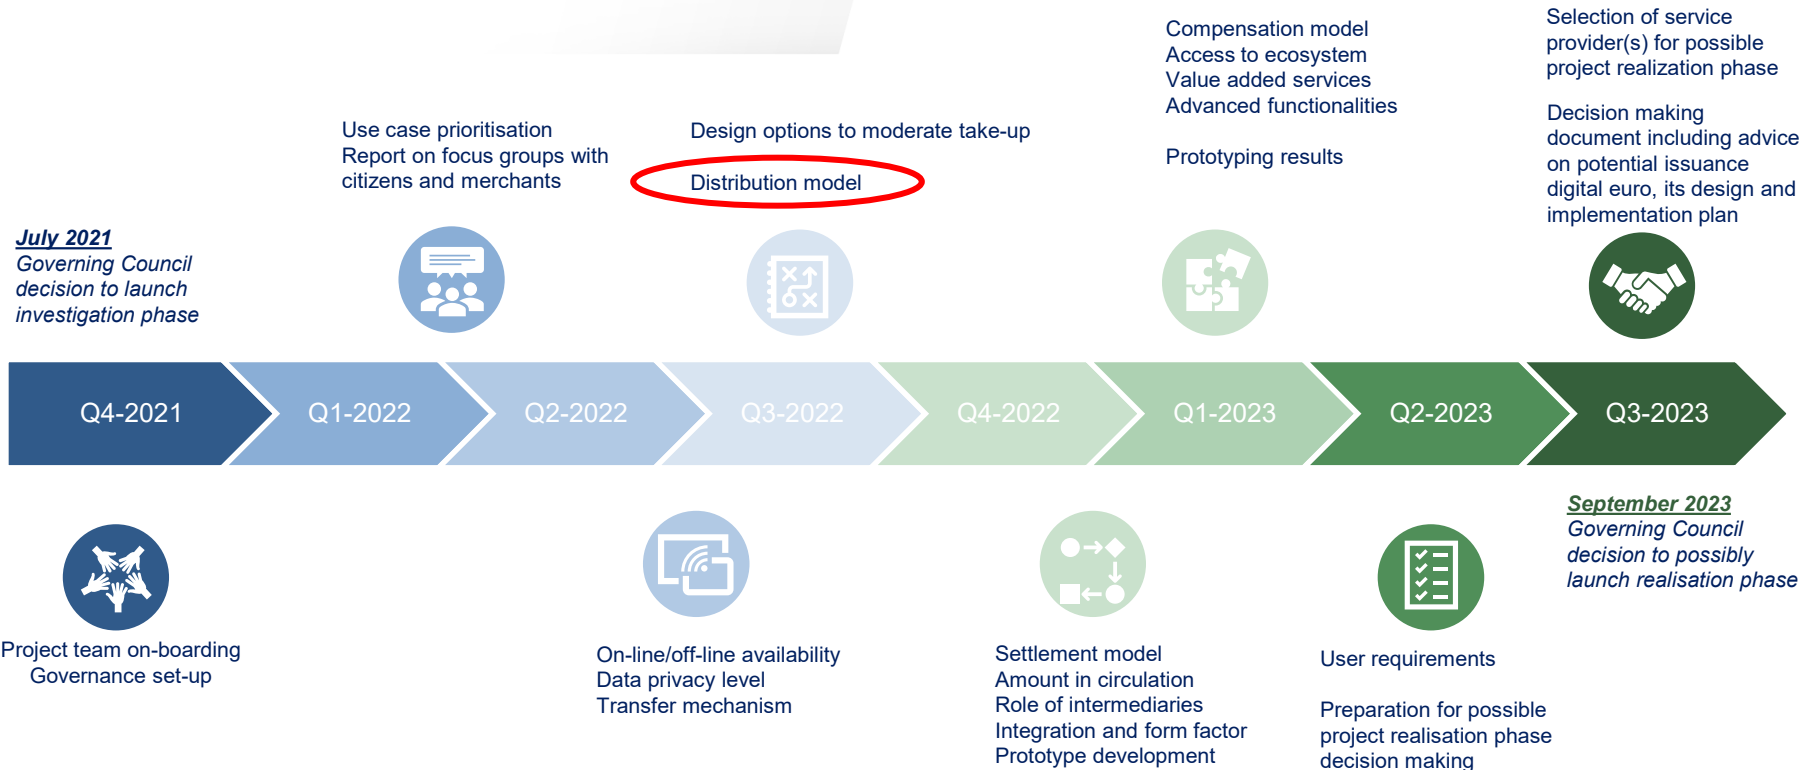 Compensation model
Access to ecosystem
Value added services
Advanced functionalities
Prototyping results
Selection of service
provider(s) for possible
project realization phase
Decision making
document including advice
on potential issuance
digital euro, its design and
implementation plan
Use case prioritisation
Report on focus groups with
citizens and merchants
Design options to moderate take-up
Distribution model
July 2021
Governing Council
decision to launch
investigation phase
Q4-2021
Q1-2022
Q2-2022
Q3-2022
Q4-2022
Q1-2023
Q2-2023
Q3-2023
September 2023
Governing Council
decision to possibly
launch realisation phase
Project team on-boarding
Governance set-up
On-line/off-line availability
Data privacy level
Transfer mechanism
Settlement model
Amount in circulation
Role of intermediaries
Integration and form factor
Prototype development
User requirements
Preparation for possible
project realisation phase
decision making